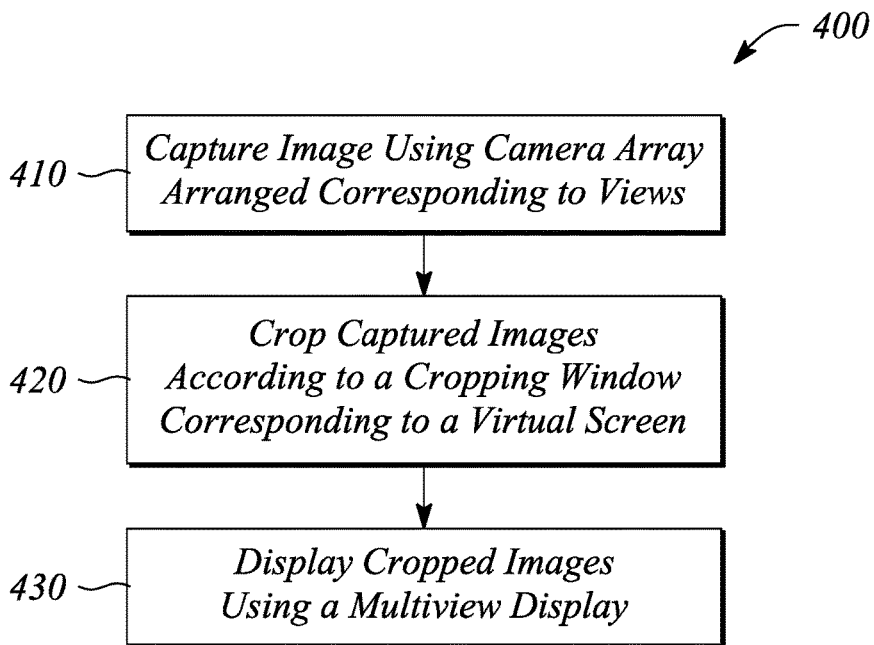 400
410
Capture Image Using Camera Array
Arranged Corresponding to Views
420
Crop Captured Images
According to a Cropping Window
Corresponding to a Virtual Screen
430
Display Cropped Images
Using a Multiview Display